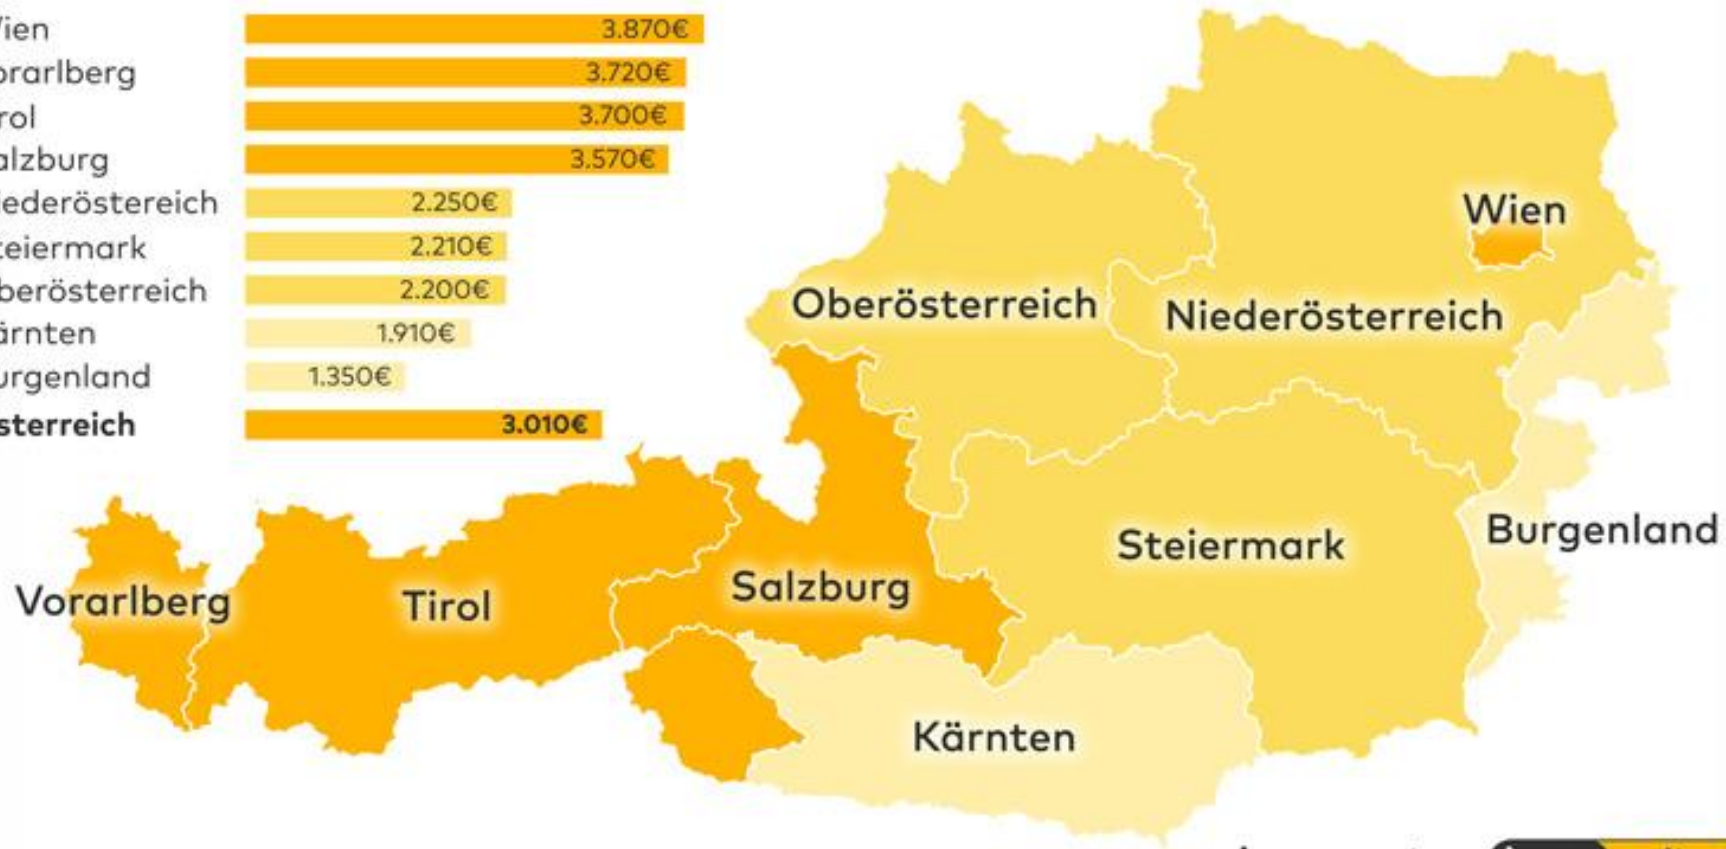 ien 3.870€
orarlberg 3.720€
rol 3.700€
alzburg 3.570€
iederöstereich 2.250€
teiermark 2.210€
berösterreich 2.200€
ärnten 1.910€
urgenland 1.350€
sterreich 3.010€
Wien
Oberösterreich
Niederösterreich
Burgenland
Steiermark
Salzburg
Vorarlberg
Tirol
Kärnten